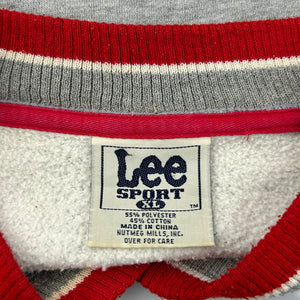 Lee
SPORT
XL
™
55% POLYESTER
45% COTTON
MADE IN CHINA
NUTMEG MILLS, INC.
OVER FOR CARE